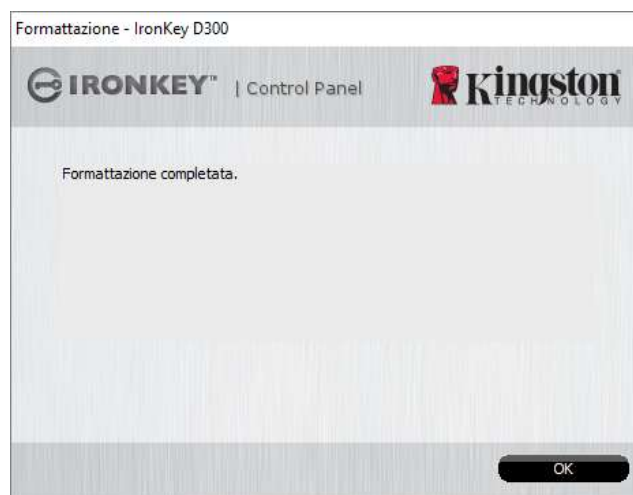 Formattazione - IronKey D300
IRONKEY™ | Control Panel
Kingston
TECHNOLOGY
Formattazione completata.
OK